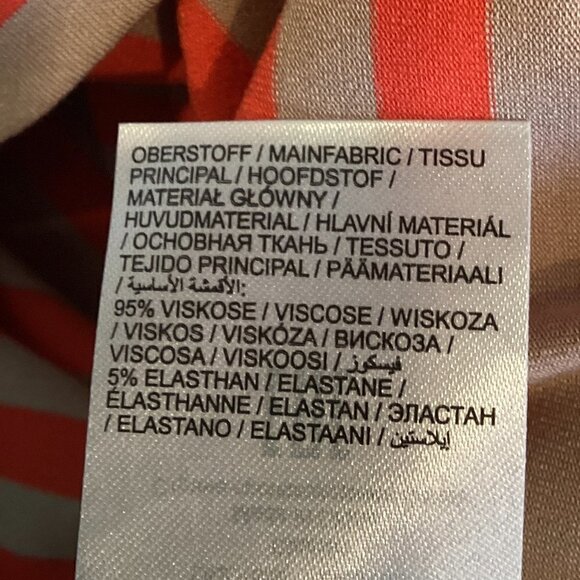 OBERSTOFF / MAINFABRIC / TISSU
PRINCIPAL / HOOFDSTOF /
MATERIAŁ GŁÓWNY /
HUVUDMATERIAL / HLAVNÍ MATERIÁL
/ ОСНОВНАЯ ТКАНЬ / TESSUTO /
TEJIDO PRINCIPAL / PÄÄMATERIAALI
/ الأقمشة الأساسية:
95% VISKOSE / VISCOSE / WISKOZA
/ VISKOS / VISKÓZA / ВИСКОЗА /
VISCOSA / VISKOOSI / فيسكوز
5% ELASTHAN / ELASTANE /
ÉLASTHANNE / ELASTAN / ЭЛАСТАН
/ ELASTANO / ELASTAANI / إيلاستين